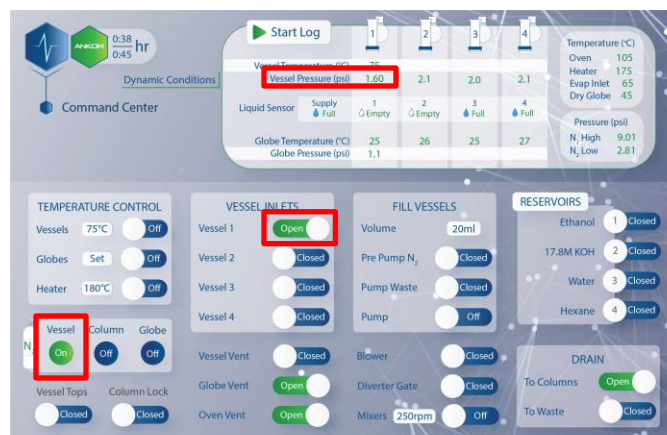 ANKOM
0:38
0:45 hr
Dynamic Conditions
Command Center
Start Log 1 2 3 4
Vessel Temperature (°C) 75
Vessel Pressure (psi) 1.60 2.1 2.0 2.1
Liquid Sensor Supply 1 2 3 4
Full Empty Empty Full Full
Globe Temperature (°C) 25 26 25 27
Globe Pressure (psi) 1.1
Temperature (°C)
Oven 105
Heater 175
Evap Inlet 65
Dry Globe 45
Pressure (psi)
N2 High 9.01
N2 Low 2.81
TEMPERATURE CONTROL
Vessels 75°C Off
Globes Set Off
Heater 180°C Off
N2
Vessel Column Globe
On Off Off
Vessel Tops Column Lock
Closed Closed
VESSEL INLETS
Vessel 1 Open
Vessel 2 Closed
Vessel 3 Closed
Vessel 4 Closed
Vessel Vent Closed
Globe Vent Open
Oven Vent Open
FILL VESSELS
Volume 20ml
Pre Pump N2 Closed
Pump Waste Closed
Pump Off
Blower Closed
Diverter Gate Closed
Mixers 250rpm Off
RESERVOIRS
Ethanol 1 Closed
17.8M KOH 2 Closed
Water 3 Closed
Hexane 4 Closed
DRAIN
To Columns Open
To Waste Closed